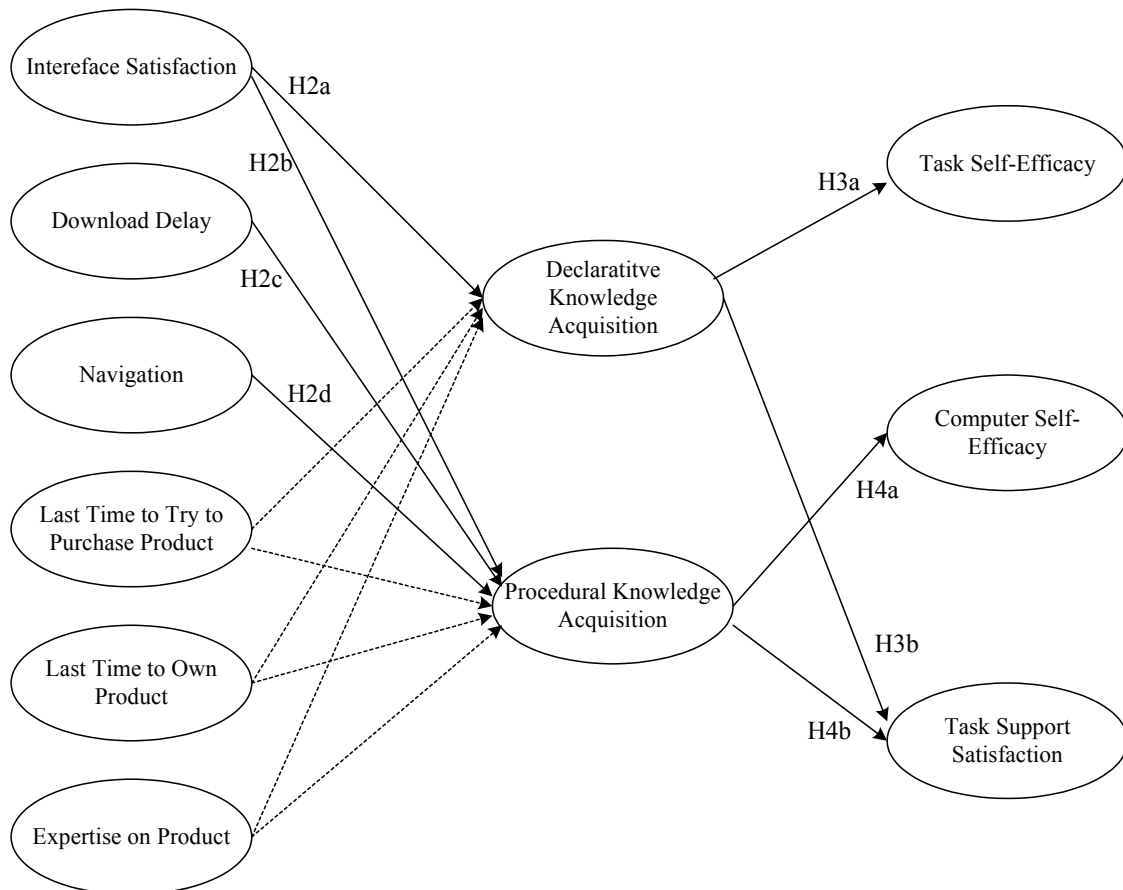 Intereface Satisfaction
H2a
H2b
Download Delay
H2c
Navigation
H2d
Last Time to Try to
Purchase Product
Last Time to Own
Product
Expertise on Product
Declaratitve
Knowledge
Acquisition
Procedural Knowledge
Acquisition
H3a
Task Self-Efficacy
Computer Self-
Efficacy
H4a
H3b
H4b
Task Support
Satisfaction